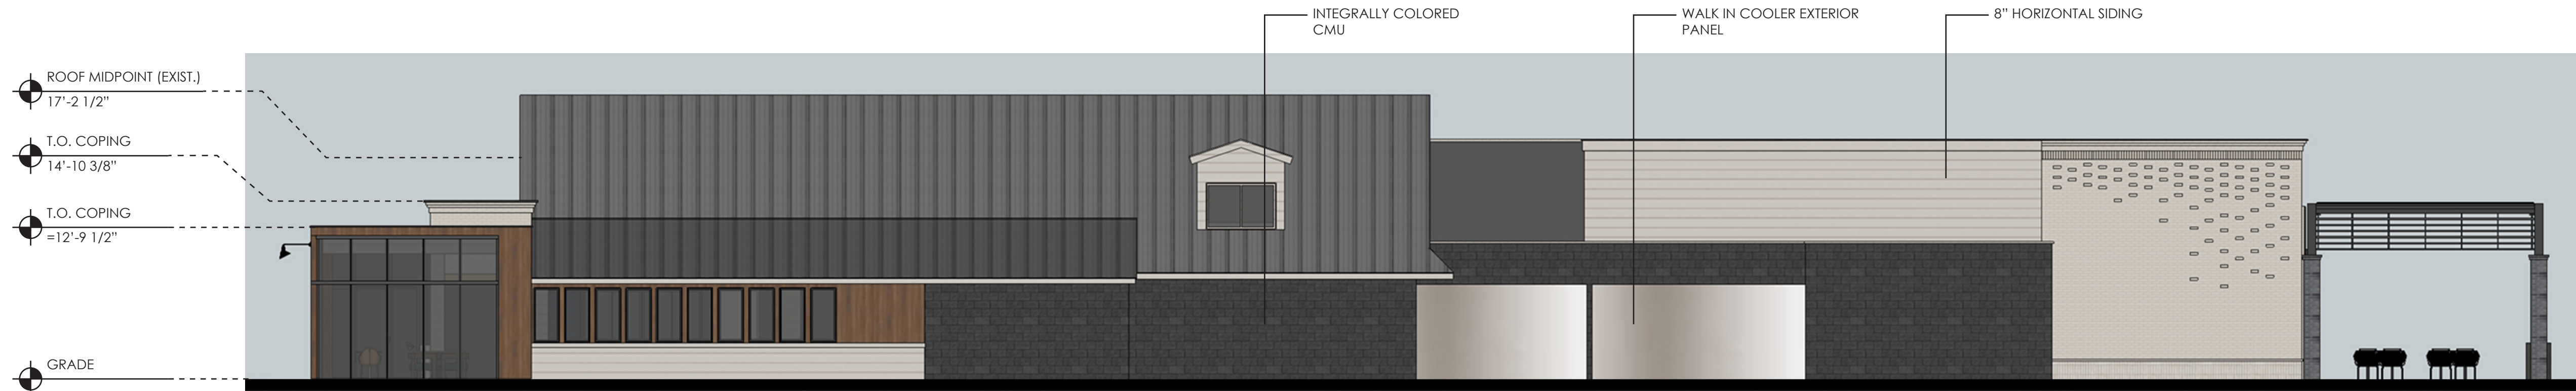 INTEGRALLY COLORED
CMU
WALK IN COOLER EXTERIOR
PANEL
8” HORIZONTAL SIDING
ROOF MIDPOINT (EXIST.)
17’-2 1/2”
T.O. COPING
14’-10 3/8”
T.O. COPING
=12’-9 1/2”
GRADE